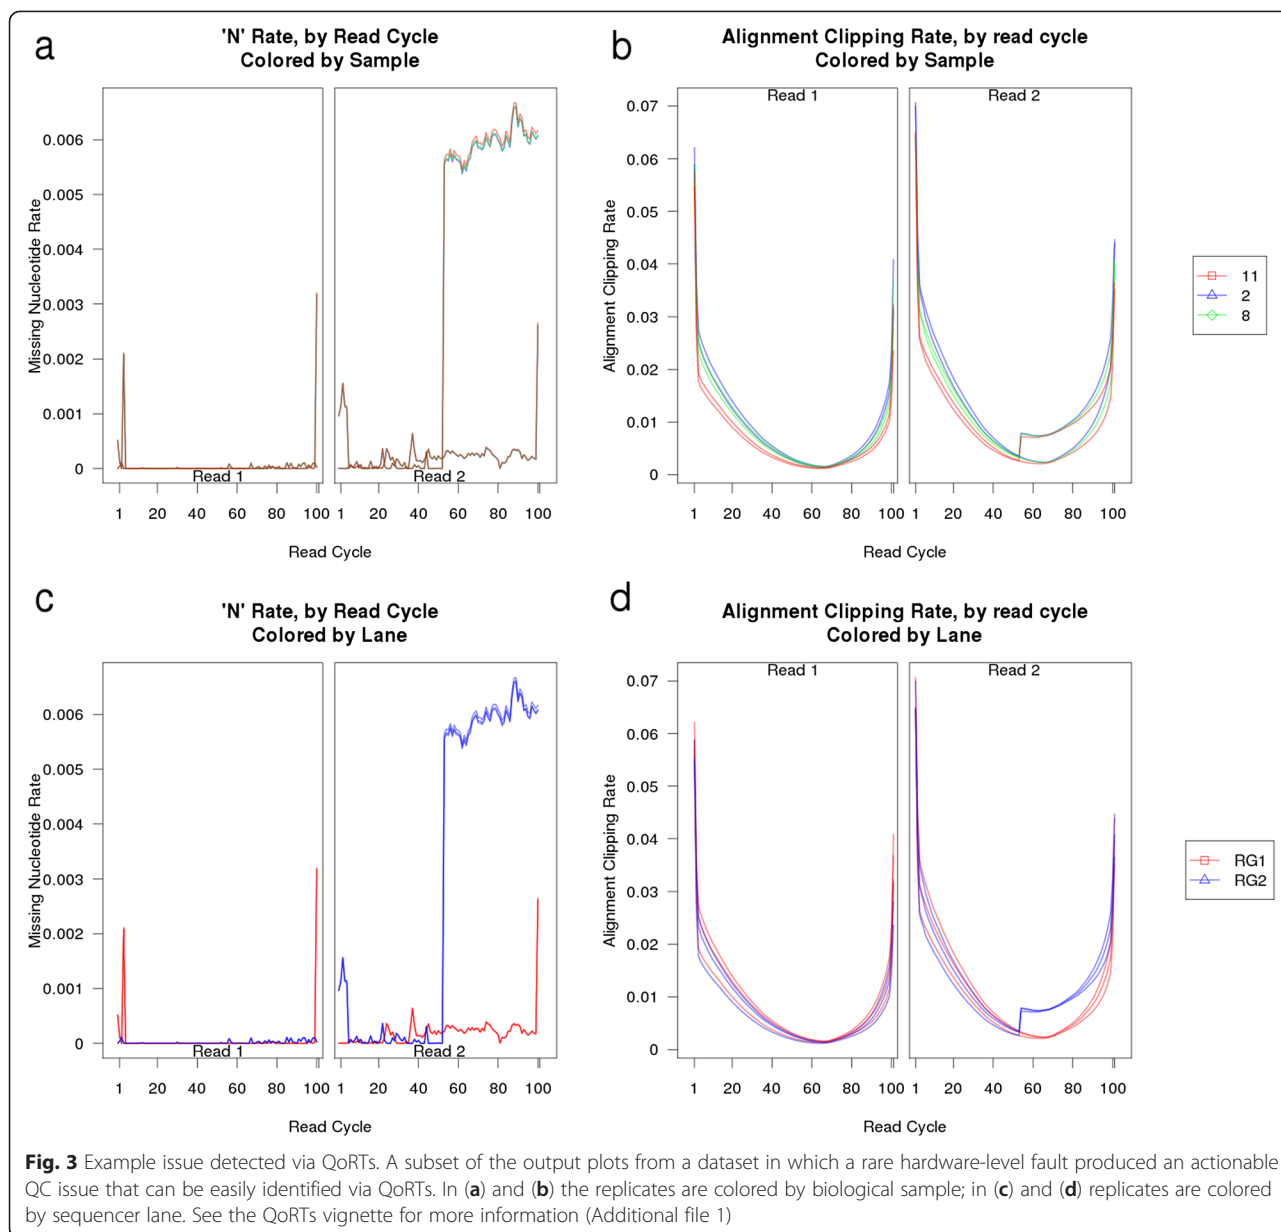 a
'N' Rate, by Read Cycle
Colored by Sample
Missing Nucleotide Rate
0.006
0.005
0.004
0.003
0.002
0.001
0
Read 1
Read 2
1 20 40 60 80 100
1 20 40 60 80 100
Read Cycle
b
Alignment Clipping Rate, by read cycle
Colored by Sample
Read 1
Read 2
Alignment Clipping Rate
0.07
0.06
0.05
0.04
0.03
0.02
0.01
0
1 20 40 60 80 100
1 20 40 60 80 100
Read Cycle
11
2
8
c
'N' Rate, by Read Cycle
Colored by Lane
Missing Nucleotide Rate
0.006
0.005
0.004
0.003
0.002
0.001
0
Read 1
Read 2
1 20 40 60 80 100
1 20 40 60 80 100
Read Cycle
d
Alignment Clipping Rate, by read cycle
Colored by Lane
Read 1
Read 2
Alignment Clipping Rate
0.07
0.06
0.05
0.04
0.03
0.02
0.01
0
1 20 40 60 80 100
1 20 40 60 80 100
Read Cycle
RG1
RG2
Fig. 3 Example issue detected via QoRTs. A subset of the output plots from a dataset in which a rare hardware-level fault produced an actionable
QC issue that can be easily identified via QoRTs. In (a) and (b) the replicates are colored by biological sample; in (c) and (d) replicates are colored
by sequencer lane. See the QoRTs vignette for more information (Additional file 1)